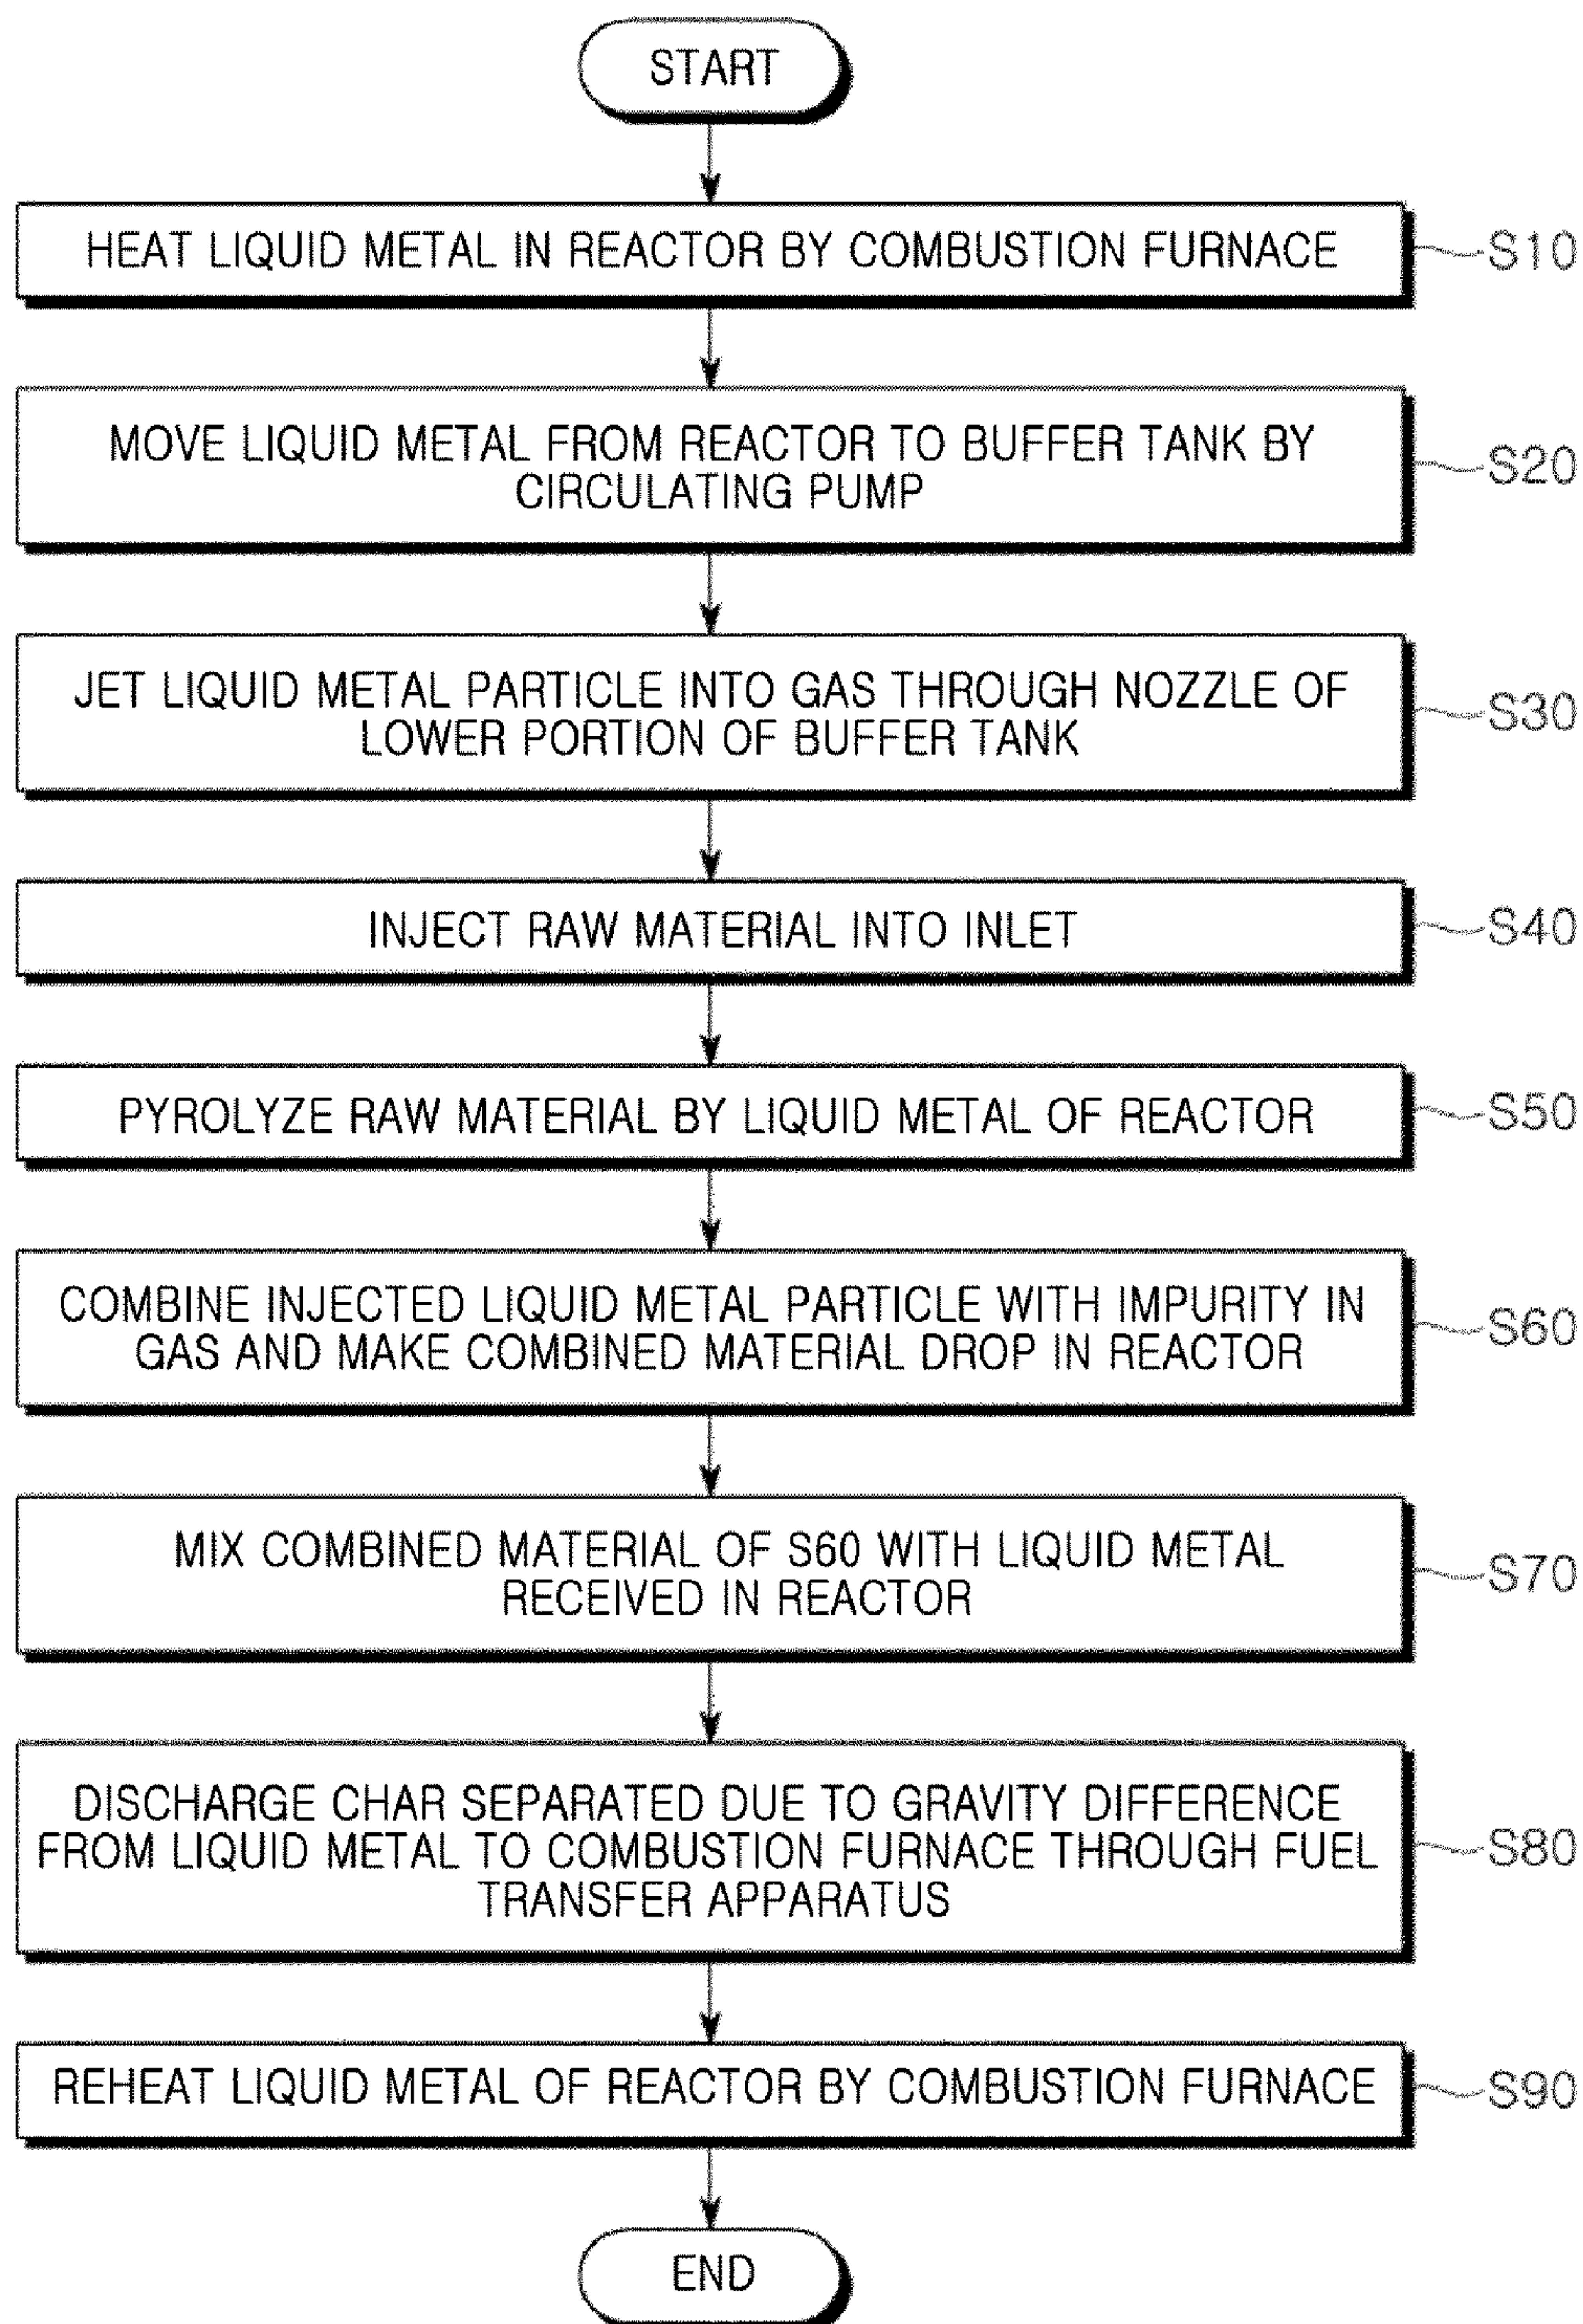 START
HEAT LIQUID METAL IN REACTOR BY COMBUSTION FURNACE
S10
MOVE LIQUID METAL FROM REACTOR TO BUFFER TANK BY
CIRCULATING PUMP
S20
JET LIQUID METAL PARTICLE INTO GAS THROUGH NOZZLE OF
LOWER PORTION OF BUFFER TANK
S30
INJECT RAW MATERIAL INTO INLET
S40
PYROLYZE RAW MATERIAL BY LIQUID METAL OF REACTOR
S50
COMBINE INJECTED LIQUID METAL PARTICLE WITH IMPURITY IN
GAS AND MAKE COMBINED MATERIAL DROP IN REACTOR
S60
MIX COMBINED MATERIAL OF S60 WITH LIQUID METAL
RECEIVED IN REACTOR
S70
DISCHARGE CHAR SEPARATED DUE TO GRAVITY DIFFERENCE
FROM LIQUID METAL TO COMBUSTION FURNACE THROUGH FUEL
TRANSFER APPARATUS
S80
REHEAT LIQUID METAL OF REACTOR BY COMBUSTION FURNACE
S90
END